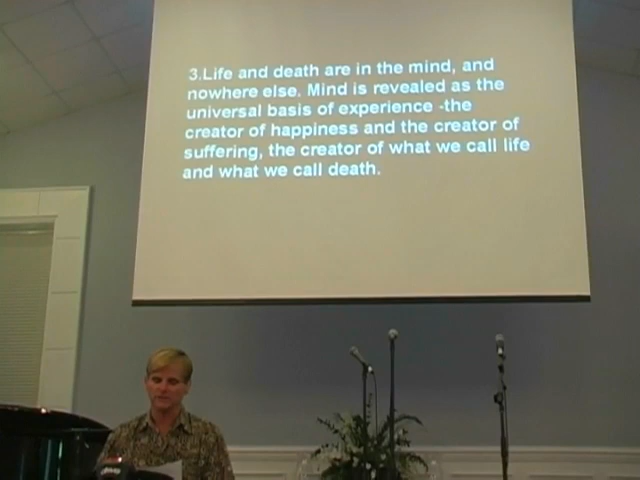 3.Life and death are in the mind, and
nowhere else. Mind is revealed as the
universal basis of experience -the
creator of happiness and the creator of
suffering, the creator of what we call life
and what we call death.